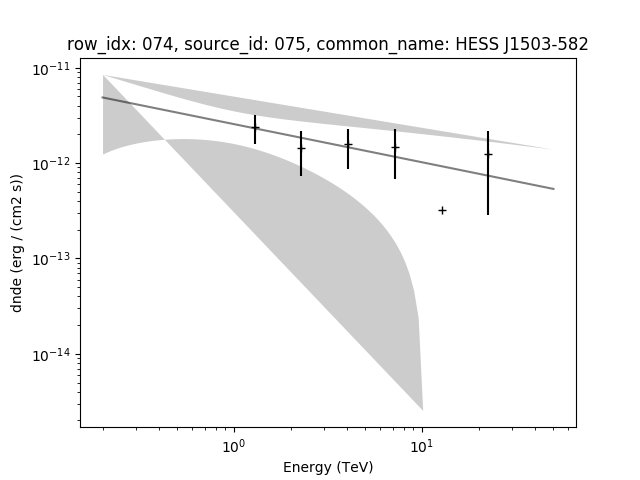 row_idx: 074, source_id: 075, common_name: HESS J1503-582
dnde (erg / (cm2 s))
10⁻¹¹
10⁻¹²
10⁻¹³
10⁻¹⁴
10⁰ 10¹
Energy (TeV)